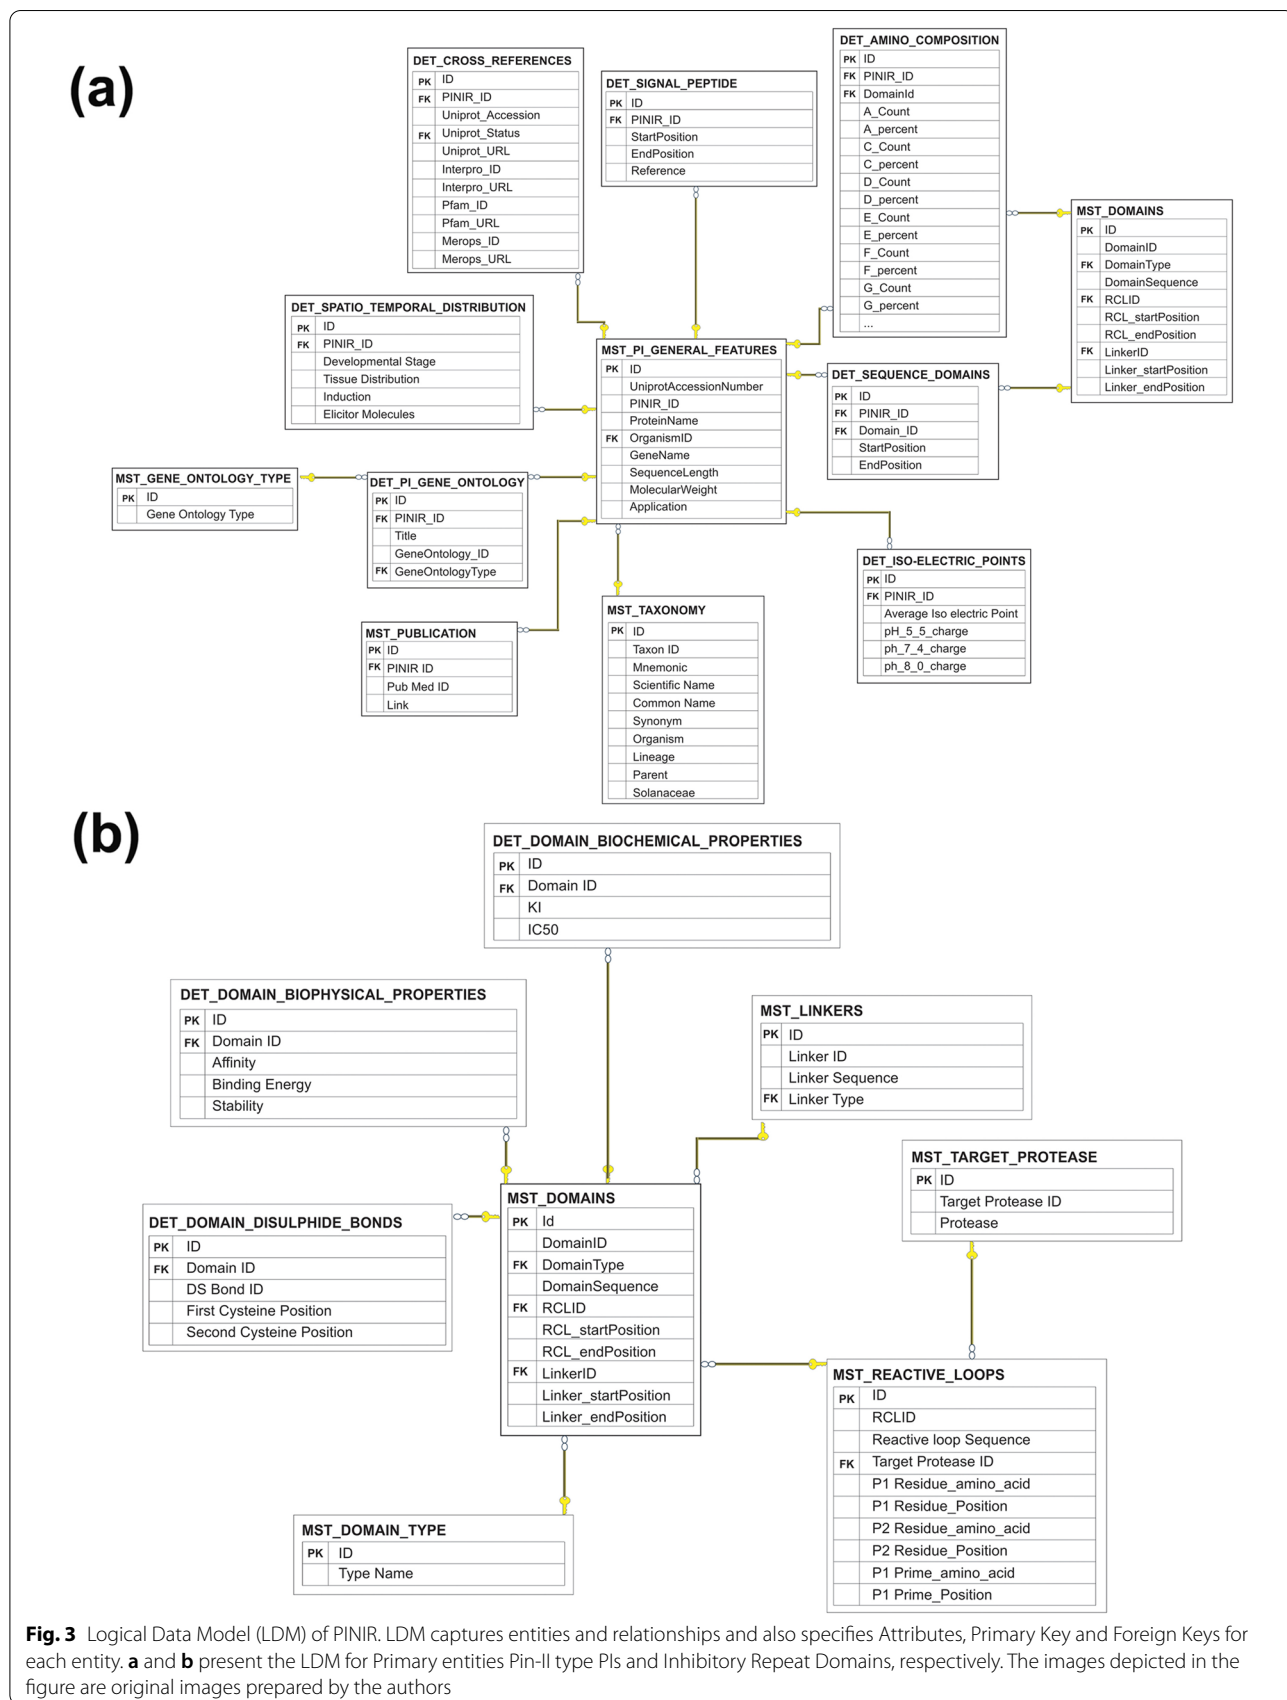 (a)
DET_CROSS_REFERENCES
PK ID
FK PINIR_ID
Uniprot_Accession
FK Uniprot_Status
Uniprot_URL
Interpro_ID
Interpro_URL
Pfam_ID
Pfam_URL
Merops_ID
Merops_URL
DET_SIGNAL_PEPTIDE
PK ID
FK PINIR_ID
StartPosition
EndPosition
Reference
DET_AMINO_COMPOSITION
PK ID
FK PINIR_ID
FK DomainId
A_Count
A_percent
C_Count
C_percent
D_Count
D_percent
E_Count
E_percent
F_Count
F_percent
G_Count
G_percent
...
MST_DOMAINS
PK ID
DomainID
FK DomainType
DomainSequence
FK RCLID
RCL_startPosition
RCL_endPosition
FK LinkerID
Linker_startPosition
Linker_endPosition
DET_SPATIO_TEMPORAL_DISTRIBUTION
PK ID
FK PINIR_ID
Developmental Stage
Tissue Distribution
Induction
Elicitor Molecules
MST_PI_GENERAL_FEATURES
PK ID
UniprotAccessionNumber
PINIR_ID
ProteinName
FK OrganismID
GeneName
SequenceLength
MolecularWeight
Application
DET_SEQUENCE_DOMAINS
PK ID
FK PINIR_ID
FK Domain_ID
StartPosition
EndPosition
MST_GENE_ONTOLOGY_TYPE
PK ID
Gene Ontology Type
DET_PI_GENE_ONTOLOGY
PK ID
FK PINIR_ID
Title
GeneOntology_ID
FK GeneOntologyType
DET_ISO-ELECTRIC_POINTS
PK ID
FK PINIR_ID
Average Iso electric Point
pH_5_5_charge
ph_7_4_charge
ph_8_0_charge
MST_PUBLICATION
PK ID
FK PINIR ID
Pub Med ID
Link
MST_TAXONOMY
PK ID
Taxon ID
Mnemonic
Scientific Name
Common Name
Synonym
Organism
Lineage
Parent
Solanaceae
(b)
DET_DOMAIN_BIOCHEMICAL_PROPERTIES
PK ID
FK Domain ID
KI
IC50
DET_DOMAIN_BIOPHYSICAL_PROPERTIES
PK ID
FK Domain ID
Affinity
Binding Energy
Stability
MST_LINKERS
PK ID
Linker ID
Linker Sequence
FK Linker Type
MST_TARGET_PROTEASE
PK ID
Target Protease ID
Protease
DET_DOMAIN_DISULPHIDE_BONDS
PK ID
FK Domain ID
DS Bond ID
First Cysteine Position
Second Cysteine Position
MST_DOMAINS
PK Id
DomainID
FK DomainType
DomainSequence
FK RCLID
RCL_startPosition
RCL_endPosition
FK LinkerID
Linker_startPosition
Linker_endPosition
MST_REACTIVE_LOOPS
PK ID
RCLID
Reactive loop Sequence
FK Target Protease ID
P1 Residue_amino_acid
P1 Residue_Position
P2 Residue_amino_acid
P2 Residue_Position
P1 Prime_amino_acid
P1 Prime_Position
MST_DOMAIN_TYPE
PK ID
Type Name
Fig. 3 Logical Data Model (LDM) of PINIR. LDM captures entities and relationships and also specifies Attributes, Primary Key and Foreign Keys for
each entity. a and b present the LDM for Primary entities Pin-II type PIs and Inhibitory Repeat Domains, respectively. The images depicted in the
figure are original images prepared by the authors